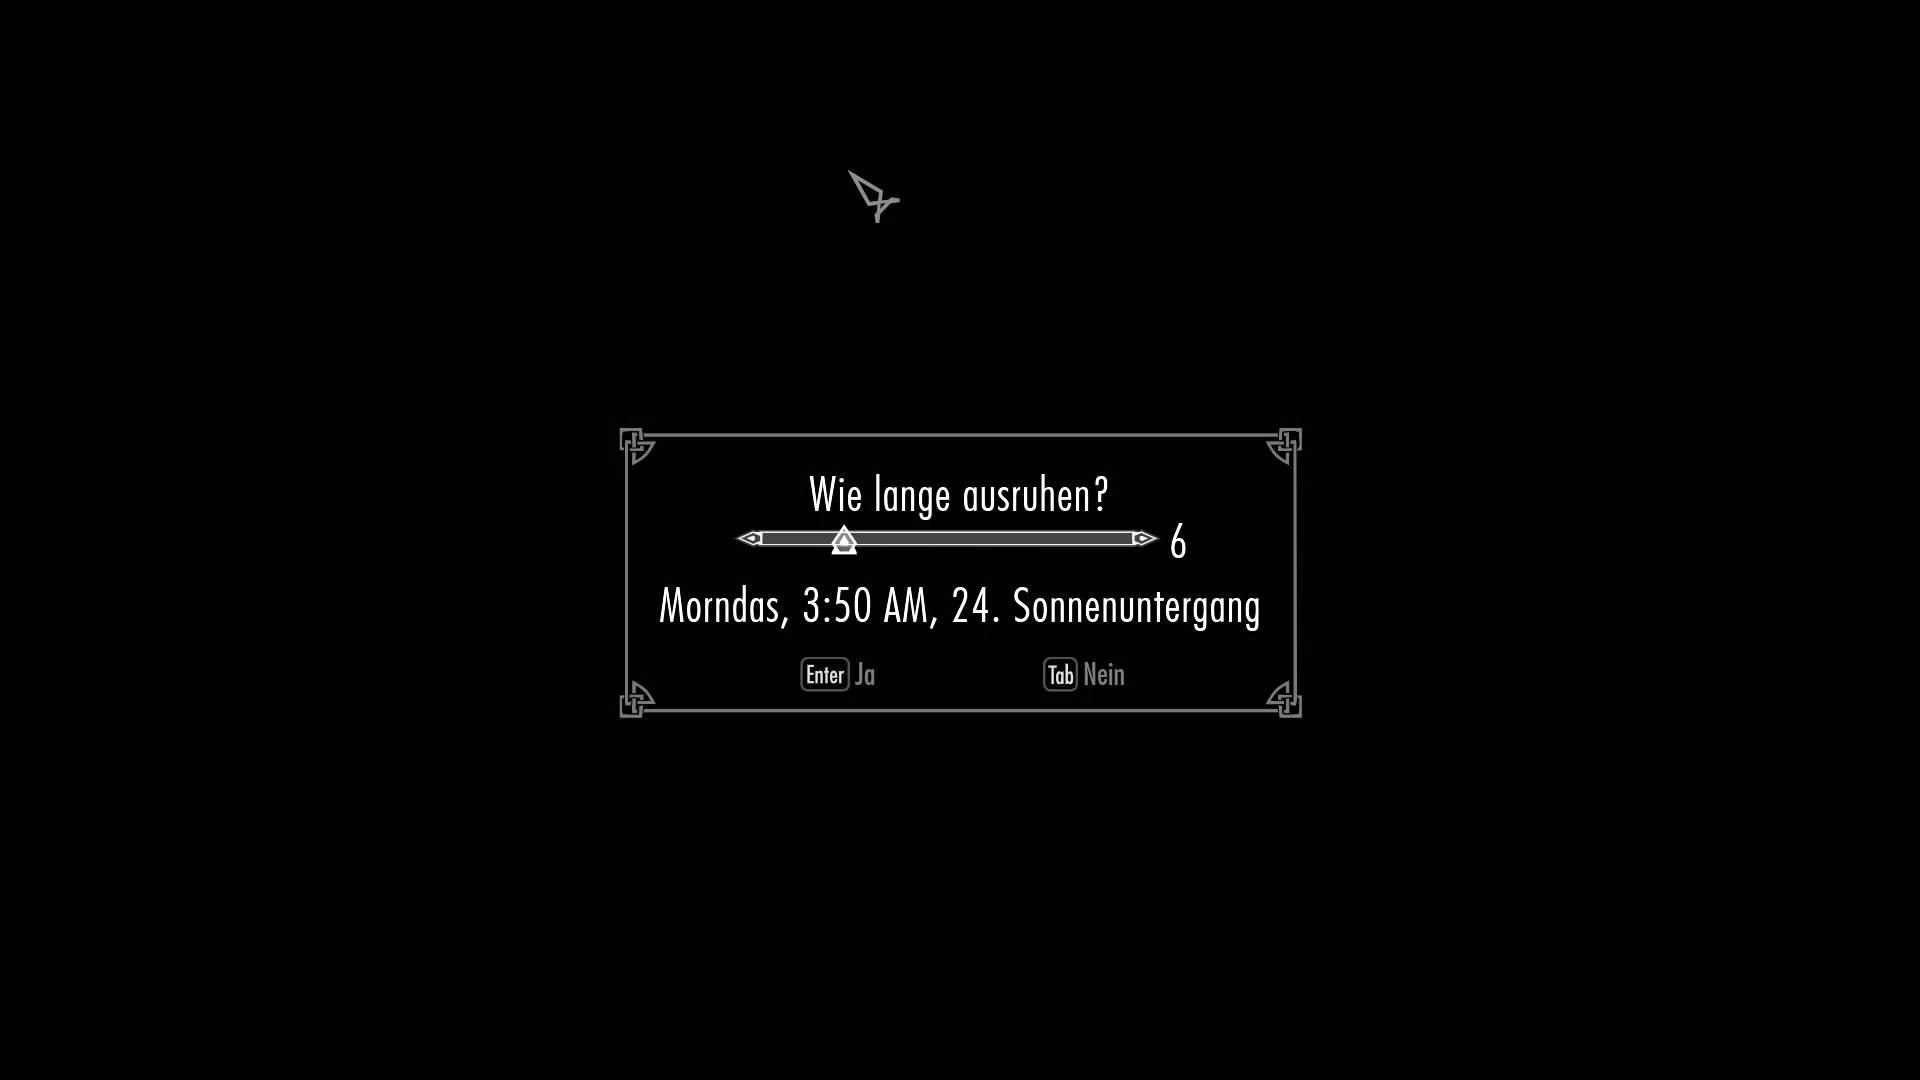 Wie lange ausruhen?
6
Morndas, 3:50 AM, 24. Sonnenuntergang
Enter Ja Tab Nein